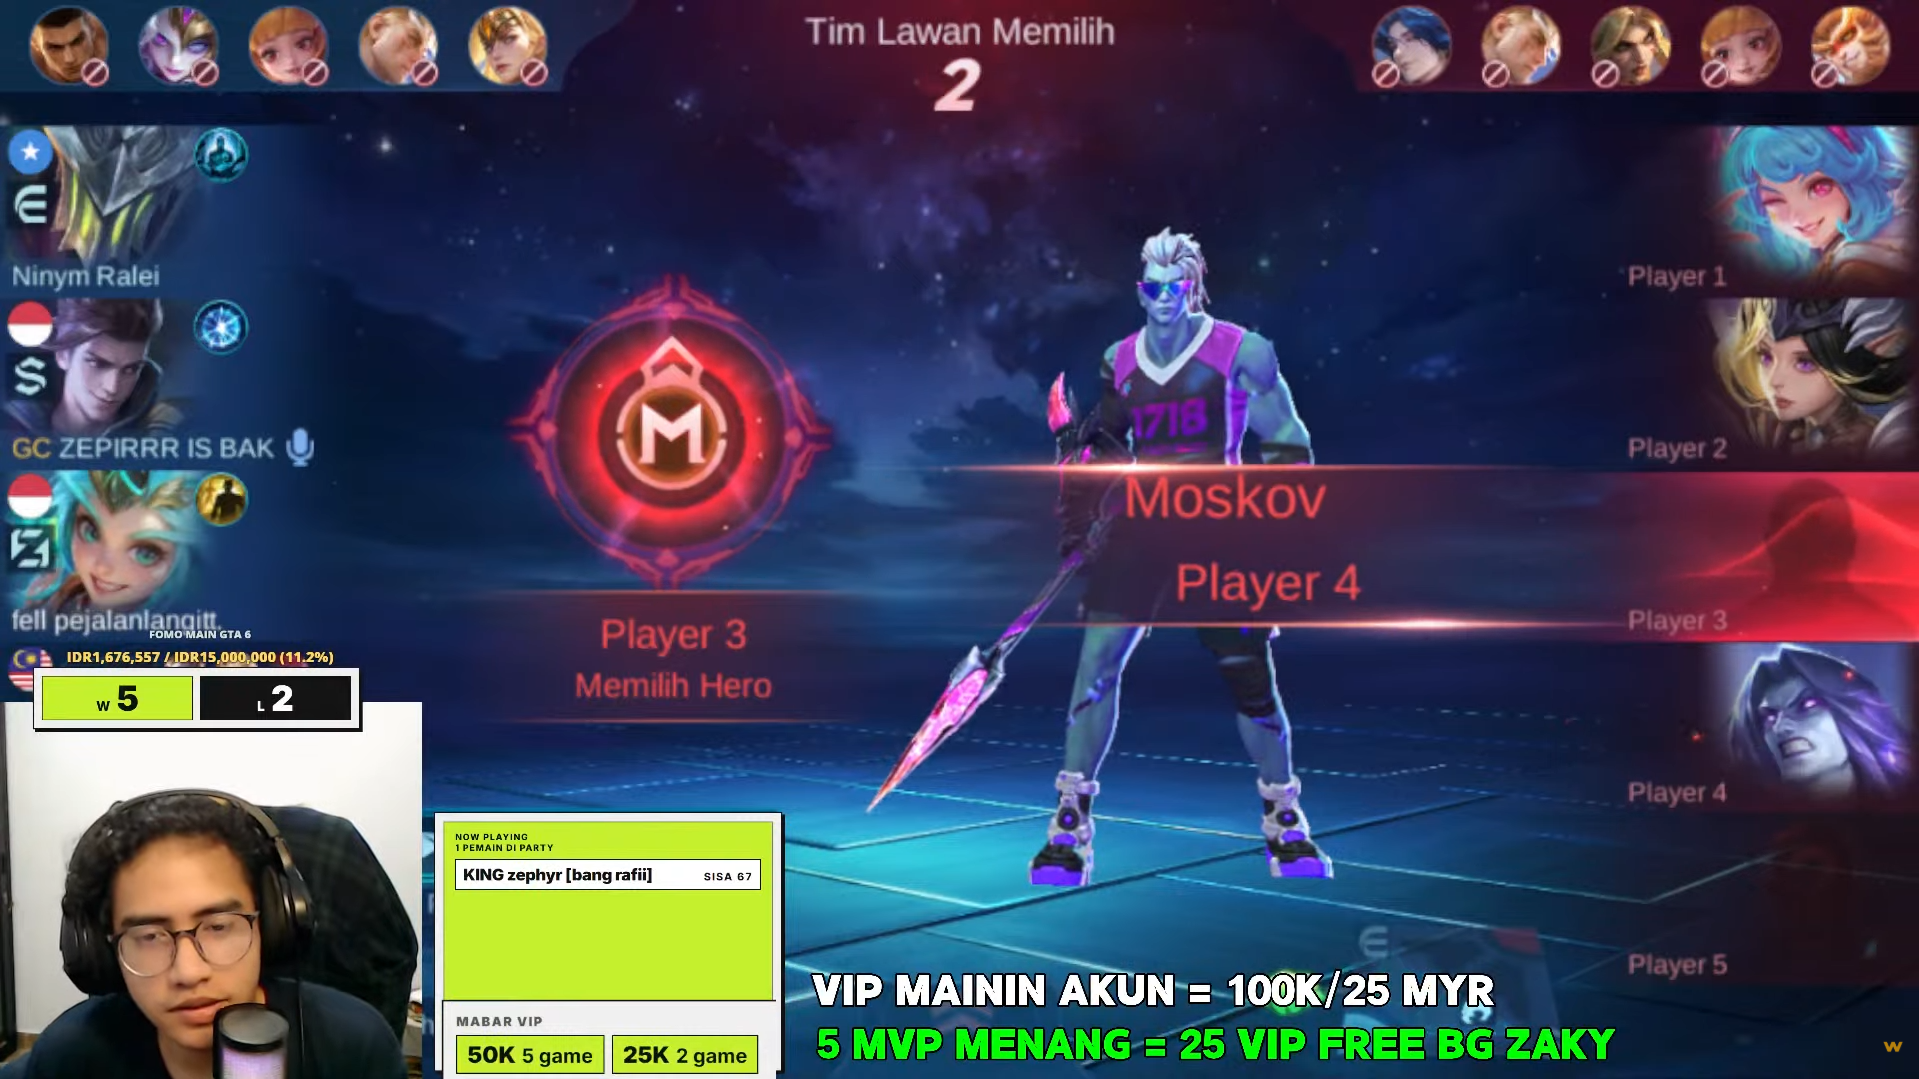 Tim Lawan Memilih
2
Ninym Ralei
GC ZEPIRRR IS BAK
fell pejalanlangitt.
FOMO MAIN GTA 6
IDR1,676,557 / IDR15,000,000 (11.2%)
W 5
L 2
Player 3
Memilih Hero
1718
Moskov
Player 4
Player 1
Player 2
Player 3
Player 4
Player 5
NOW PLAYING
1 PEMAIN DI PARTY
KING zephyr [bang rafii] SISA 67
MABAR VIP
50K 5 game
25K 2 game
VIP MAININ AKUN = 100K/25 MYR
5 MVP MENANG = 25 VIP FREE BG ZAKY
W